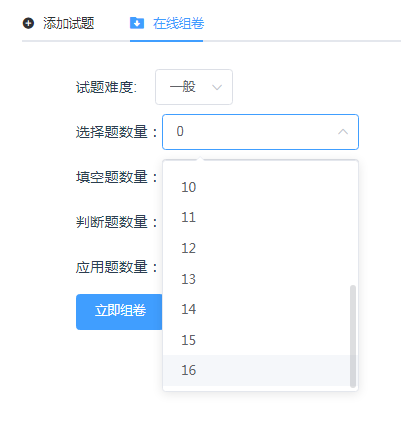 添加试题 在线组卷
试题难度: 一般
选择题数量： 0
填空题数量：
10
11
判断题数量：
12
13
应用题数量：
14
立即组卷
15
16